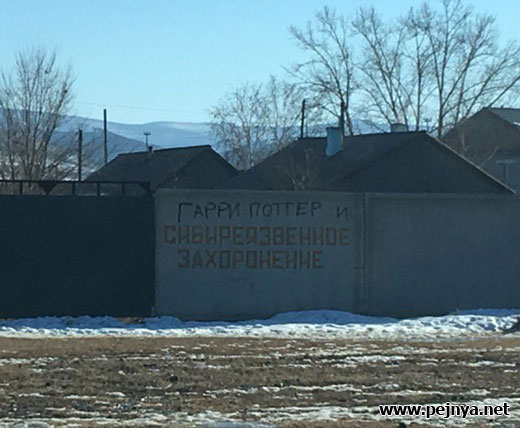 ГАРРИ ПОТТЕР И
СИБИРЕЯЗВЕННОЕ
ЗАХОРОНЕНИЕ
www.pejnya.net